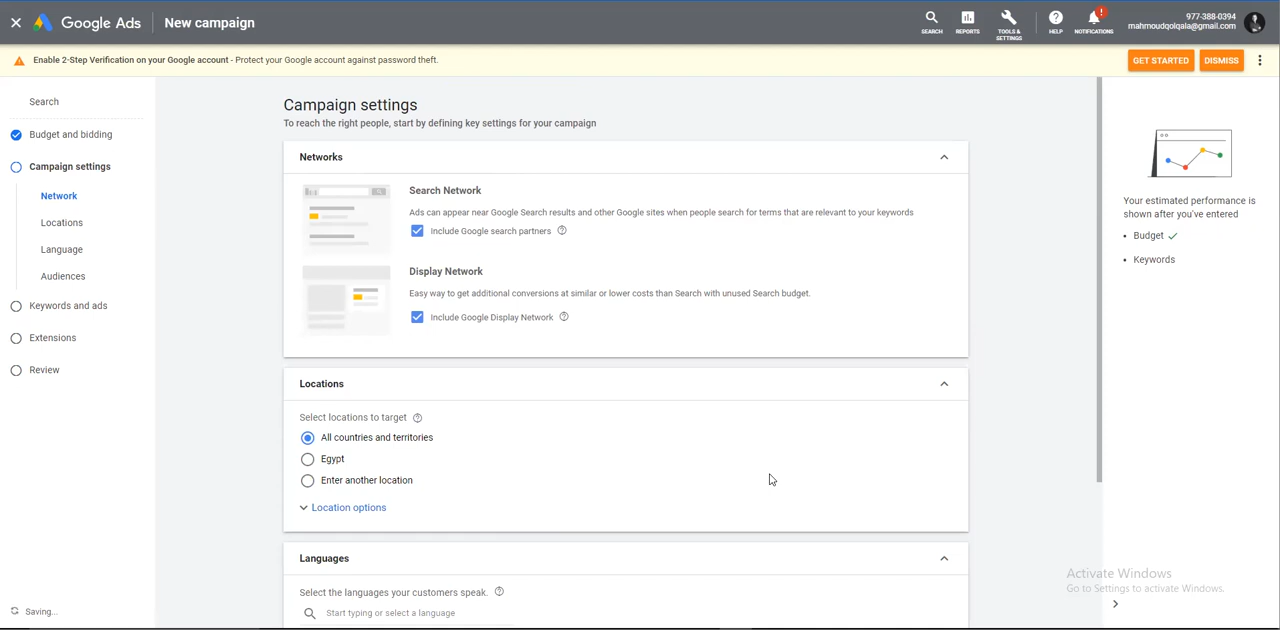 Google Ads
New campaign
SEARCH
REPORTS
TOOLS & SETTINGS
HELP
!
NOTIFICATIONS
977-388-0394
mahmoudqolqala@gmail.com
Enable 2-Step Verification on your Google account - Protect your Google account against password theft.
GET STARTED
DISMISS
Search
Budget and bidding
Campaign settings
Network
Locations
Language
Audiences
Keywords and ads
Extensions
Review
Saving...
Campaign settings
To reach the right people, start by defining key settings for your campaign
Networks
Search Network
Ads can appear near Google Search results and other Google sites when people search for terms that are relevant to your keywords
Include Google search partners
Display Network
Easy way to get additional conversions at similar or lower costs than Search with unused Search budget.
Include Google Display Network
Locations
Select locations to target
All countries and territories
Egypt
Enter another location
Location options
Languages
Select the languages your customers speak.
Start typing or select a language
Your estimated performance is
shown after you've entered
• Budget
• Keywords
Activate Windows
Go to Settings to activate Windows.